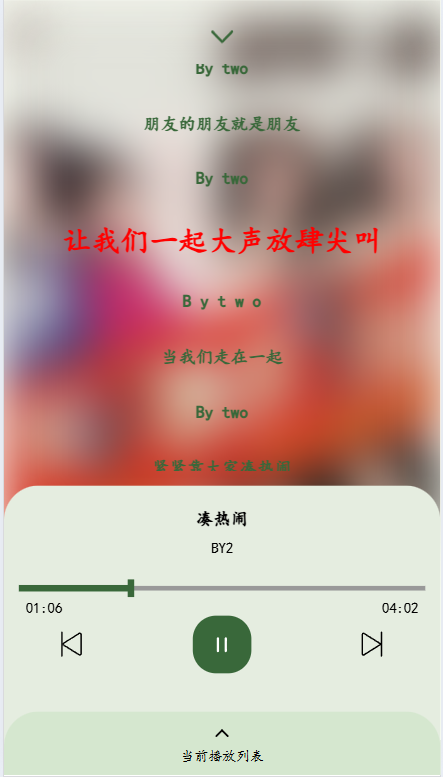 By two
朋友的朋友就是朋友
By two
让我们一起大声放肆尖叫
B y t w o
当我们走在一起
By two
凑热闹
BY2
01:06
04:02
当前播放列表